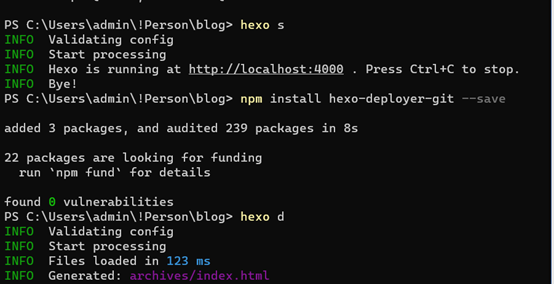 PS C:\Users\admin\!Person\blog> hexo s
INFO  Validating config
INFO  Start processing
INFO  Hexo is running at http://localhost:4000 . Press Ctrl+C to stop.
INFO  Bye!
PS C:\Users\admin\!Person\blog> npm install hexo-deployer-git --save
added 3 packages, and audited 239 packages in 8s
22 packages are looking for funding
  run `npm fund` for details
found 0 vulnerabilities
PS C:\Users\admin\!Person\blog> hexo d
INFO  Validating config
INFO  Start processing
INFO  Files loaded in 123 ms
INFO  Generated: archives/index.html